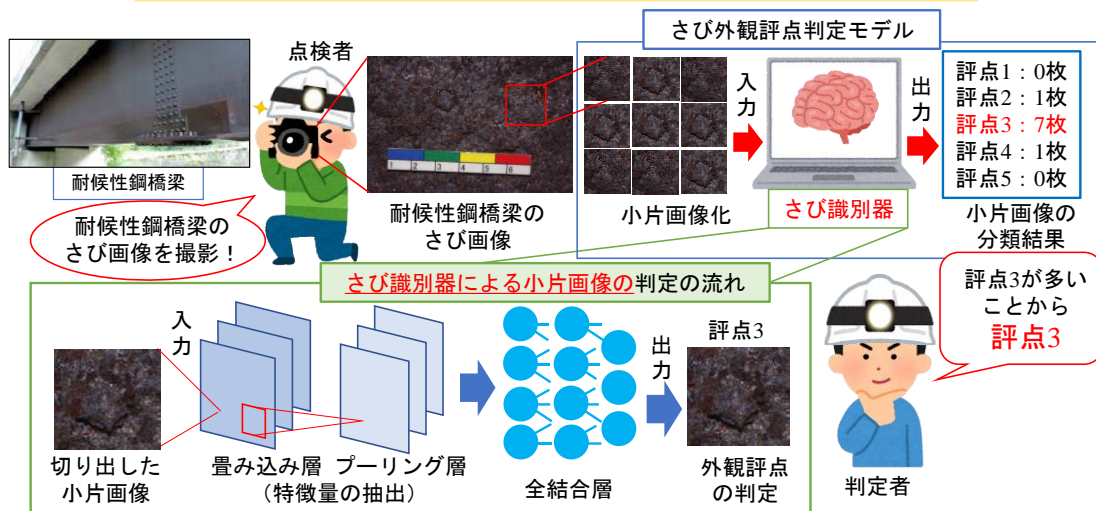 さび外観評点判定モデル
点検者
耐候性鋼橋梁
耐候性鋼橋梁の
さび画像を撮影！
1 2 3 4 5 6
耐候性鋼橋梁の
さび画像
小片画像化
入力
さび識別器
出力
評点1：0枚
評点2：1枚
評点3：7枚
評点4：1枚
評点5：0枚
小片画像の
分類結果
さび識別器による小片画像の判定の流れ
入力
切り出した
小片画像
畳み込み層 プーリング層
（特徴量の抽出）
全結合層
出力
評点3
外観評点
の判定
評点3が多い
ことから
評点3
判定者